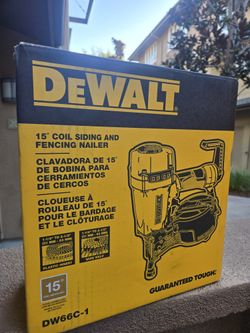 DEWALT
15° COIL SIDING AND
FENCING NAILER
CLAVADORA DE 15°
DE BOBINA PARA
CERRAMIENTOS
DE CERCOS
CLOUEUSE À
ROULEAU DE 15°
POUR LE BARDAGE
ET LE CLÔTURAGE
15°
GUARANTEED TOUGH.
DW66C-1